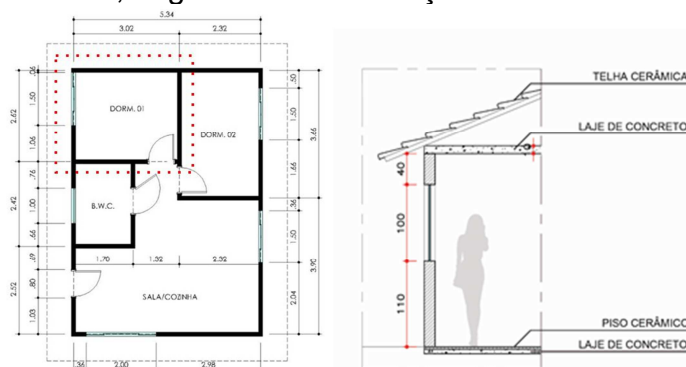 5.34
3.02 2.32
.06
1.50
1.06
2.62
DORM. 01
DORM. 02
.50
1.50
1.66
3.66
.76
1.00
.66
2.42
B.W.C.
1.70 1.32 2.32
.36
1.50
2.04
3.90
.80
1.03
2.52
SALA/COZINHA
.36 2.00 2.98
TELHA CERÂMICA
LAJE DE CONCRETO
40
100
110
PISO CERÂMICO
LAJE DE CONCRETO